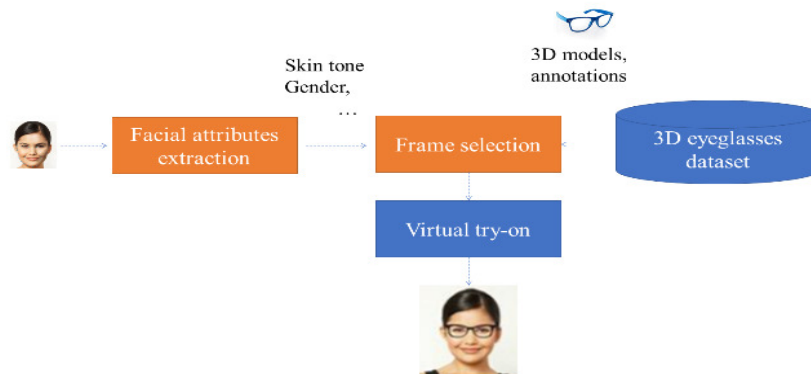 3D models,
annotations
Skin tone
Gender,
...
Facial attributes
extraction
Frame selection
3D eyeglasses
dataset
Virtual try-on